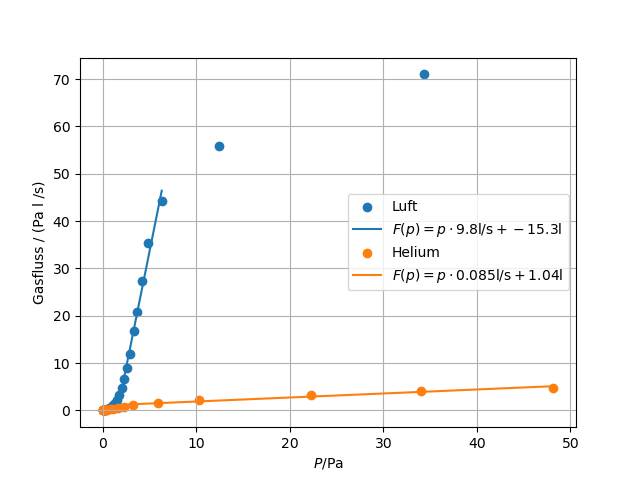 70
60
50
40
30
20
10
0
Gasfluss / (Pa l /s)
Luft
F(p) = p · 9.8l/s + −15.3l
Helium
F(p) = p · 0.085l/s + 1.04l
0 10 20 30 40 50
P/Pa